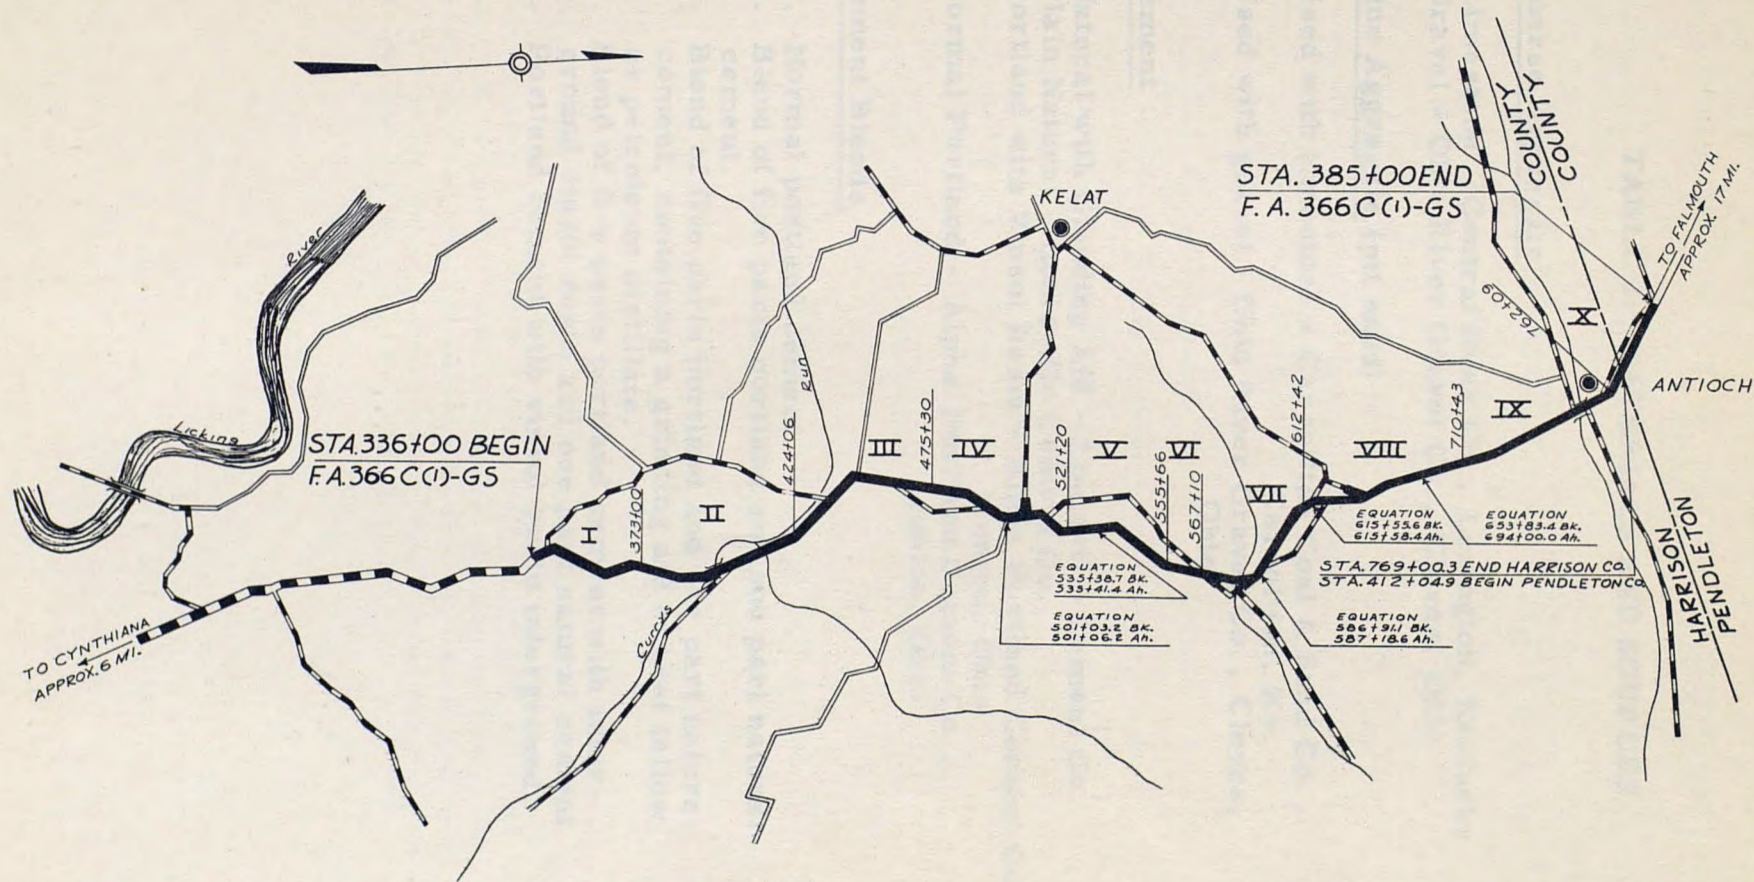 COUNTY
COUNTY
STA. 385+00 END
F. A. 366 C (1)-GS
KELAT
TO FALMOUTH
APPROX. 17 MI.
762+09
X
ANTIOCH
River
Licking
Run
STA. 336+00 BEGIN
F. A. 366 C (1)-GS
I
373+00
II
424+06
III
475+30
IV
521+20
V
555+66
VI
567+10
VII
612+42
VIII
710+43
IX
EQUATION
615+55.6 BK.
615+58.4 Ah.
EQUATION
653+83.4 BK.
694+00.0 Ah.
STA. 769+00.3 END HARRISON CO.
STA. 412+04.9 BEGIN PENDLETON CO.
EQUATION
535+38.7 BK.
535+41.4 Ah.
EQUATION
501+03.2 BK.
501+06.2 Ah.
EQUATION
586+91.1 BK.
587+18.6 Ah.
HARRISON
PENDLETON
Currys
TO CYNTHIANA
APPROX. 6 MI.